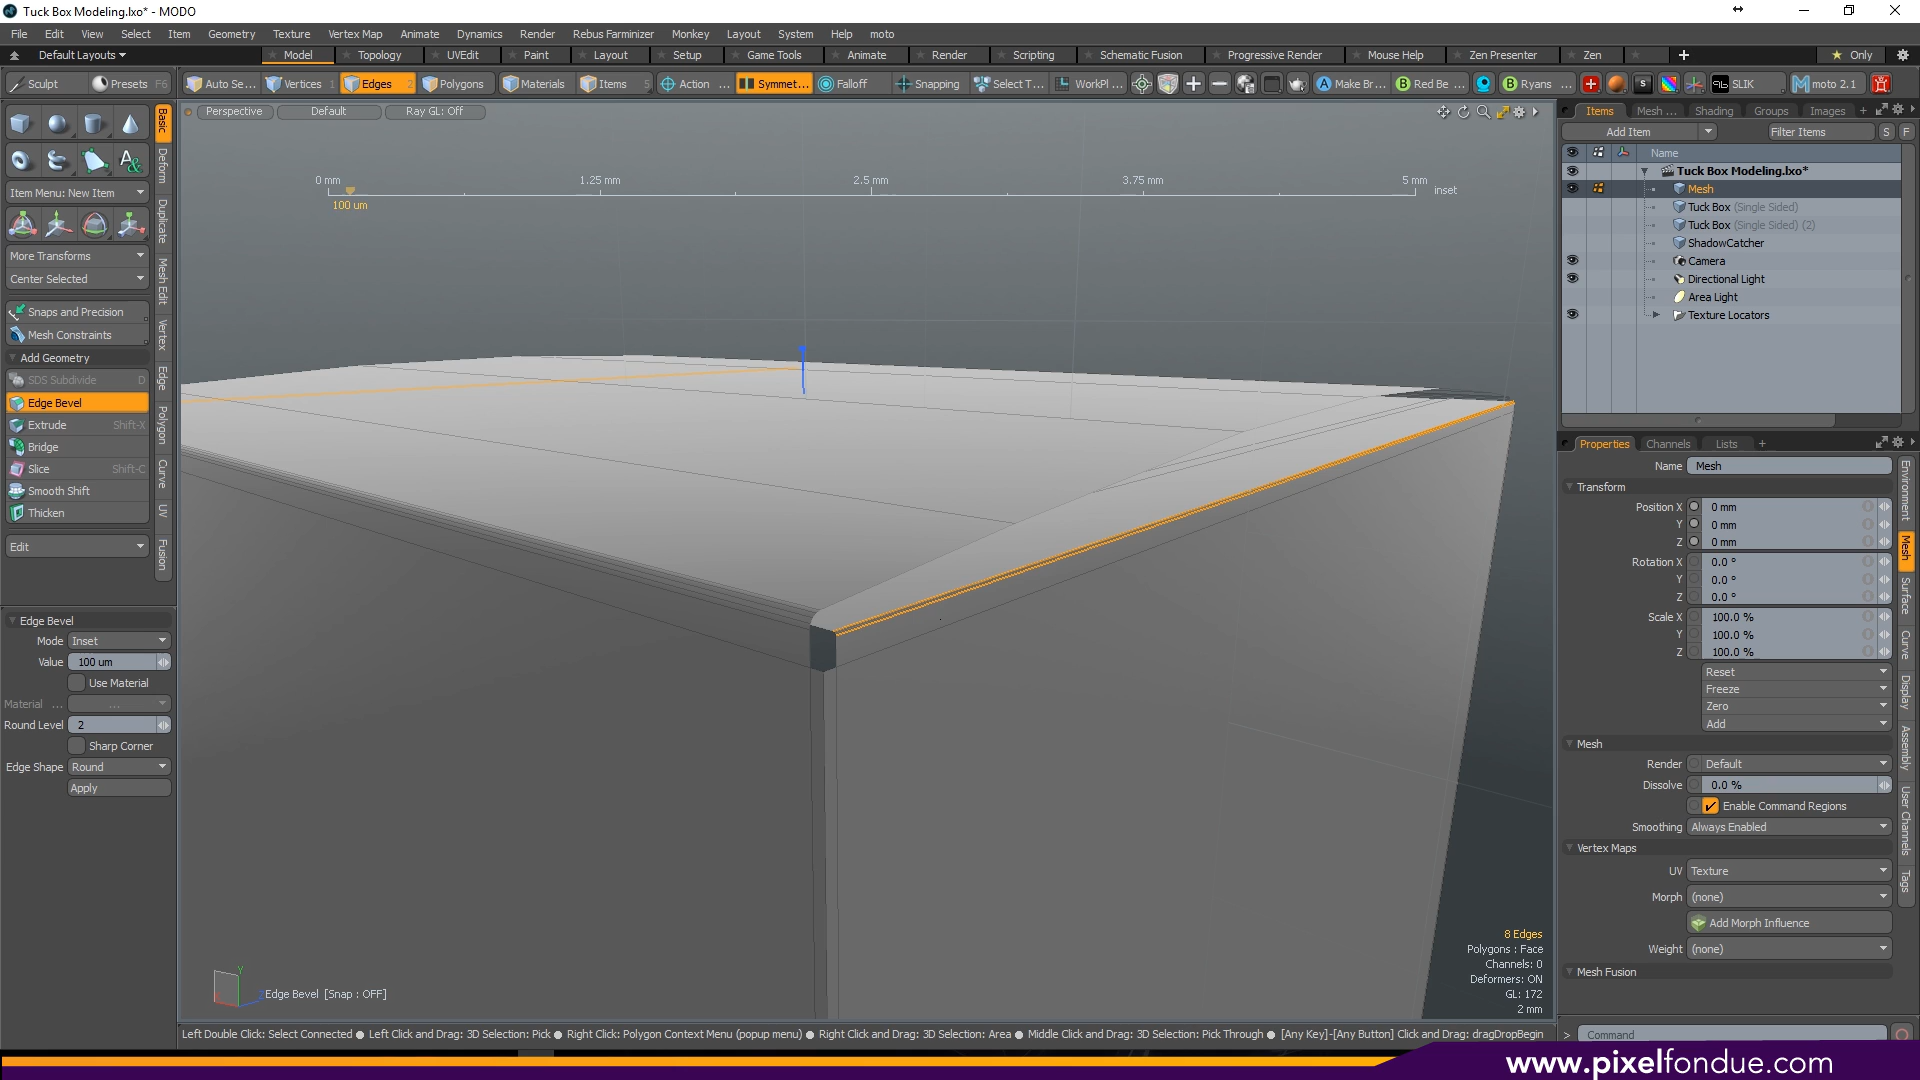 Tuck Box Modeling.lxo* - MODO
File Edit View Select Item Geometry Texture Vertex Map Animate Dynamics Render Rebus Farminizer Monkey Layout System Help moto
Default Layouts Model Topology UVEdit Paint Layout Setup Game Tools Animate Render Scripting Schematic Fusion Progressive Render Mouse Help Zen Presenter Zen + Only
Sculpt Presets F6 Auto Se... Vertices 1 Edges 2 Polygons Materials Items 5 Action ... Symmet... Falloff Snapping Select T... WorkPl... Make Br... Red Be... Ryans ... SLIK moto 2.1
Perspective Default Ray GL: Off
0 mm 1.25 mm 2.5 mm 3.75 mm 5 mm inset
100 um
Item Menu: New Item
More Transforms
Center Selected
Snaps and Precision
Mesh Constraints
Add Geometry
SDS Subdivide D
Edge Bevel
Extrude Shift-X
Bridge
Slice Shift-C
Smooth Shift
Thicken
Edit
Basic
Deform
Duplicate
Mesh Edit
Vertex
Edge
Polygon
Curve
UV
Fusion
Edge Bevel
Mode Inset
Value 100 um
Use Material
Material ... ...
Round Level 2
Sharp Corner
Edge Shape Round
Apply
8 Edges
Polygons : Face
Channels: 0
Deformers: ON
GL: 172
2 mm
Y
Z
Edge Bevel [Snap : OFF]
Left Double Click: Select Connected ● Left Click and Drag: 3D Selection: Pick ● Right Click: Polygon Context Menu (popup menu) ● Right Click and Drag: 3D Selection: Area ● Middle Click and Drag: 3D Selection: Pick Through ● [Any Key]-[Any Button] Click and Drag: dragDropBegin
Items Mesh ... Shading Groups Images +
Add Item Filter Items S F
Name
Tuck Box Modeling.lxo*
Mesh
Tuck Box (Single Sided)
Tuck Box (Single Sided) (2)
ShadowCatcher
Camera
Directional Light
Area Light
Texture Locators
Properties Channels Lists +
Name Mesh
Transform
Position X 0 mm
Y 0 mm
Z 0 mm
Rotation X 0.0 °
Y 0.0 °
Z 0.0 °
Scale X 100.0 %
Y 100.0 %
Z 100.0 %
Reset
Freeze
Zero
Add
Mesh
Render Default
Dissolve 0.0 %
Enable Command Regions
Smoothing Always Enabled
Vertex Maps
UV Texture
Morph (none)
Add Morph Influence
Weight (none)
Mesh Fusion
Environment
Mesh
Surface
Curve
Display
Assembly
User Channels
Tags
> Command
www.pixelfondue.com